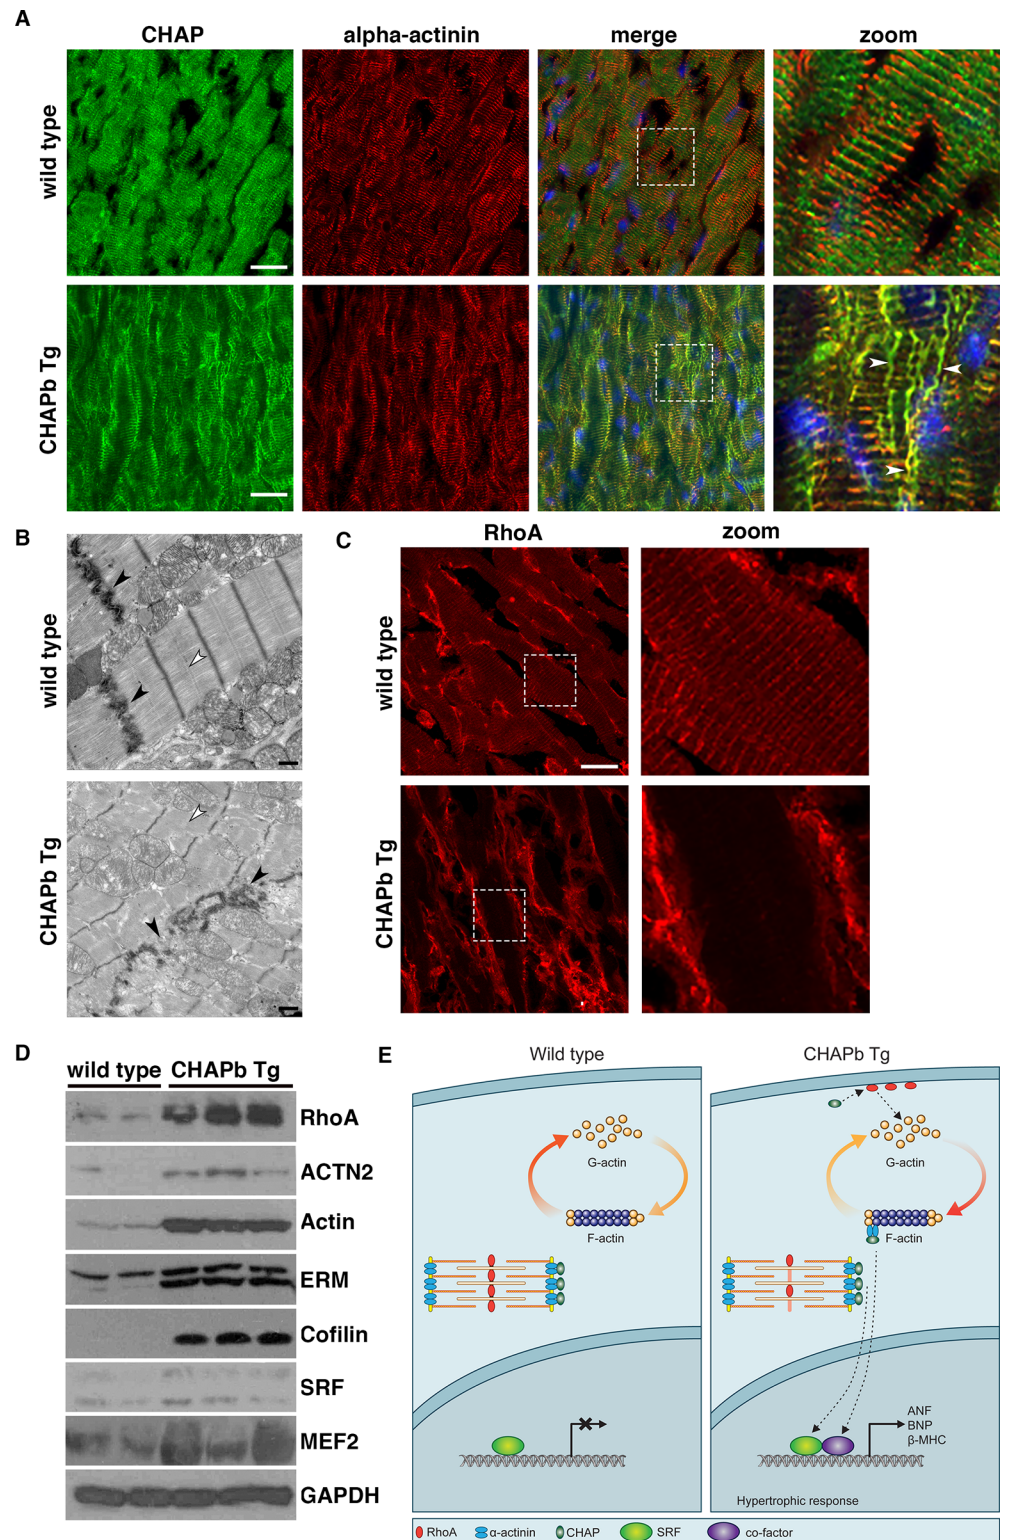 A
CHAP
alpha-actinin
merge
zoom
wild type
CHAPb Tg
B
wild type
CHAPb Tg
C
RhoA
zoom
wild type
CHAPb Tg
D
wild type
CHAPb Tg
RhoA
ACTN2
Actin
ERM
Cofilin
SRF
MEF2
GAPDH
E
Wild type
CHAPb Tg
G-actin
F-actin
G-actin
F-actin
ANF
BNP
β-MHC
Hypertrophic response
RhoA
α-actinin
CHAP
SRF
co-factor